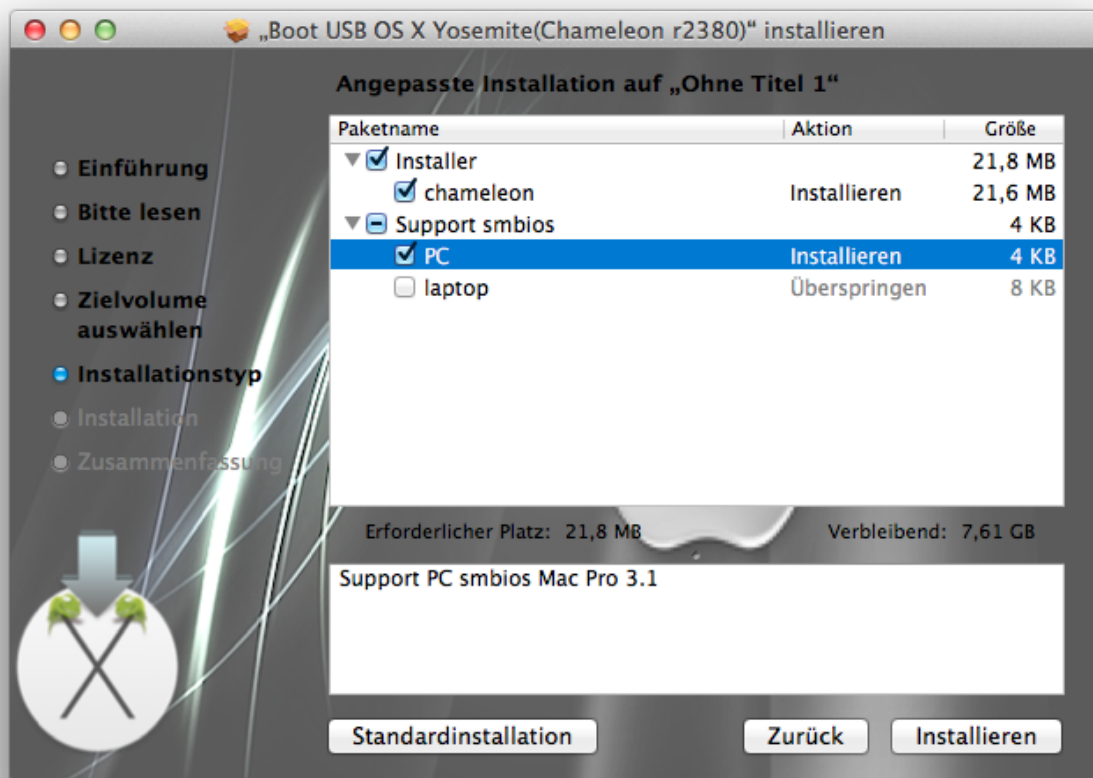 „Boot USB OS X Yosemite(Chameleon r2380)“ installieren
Angepasste Installation auf „Ohne Titel 1“
Einführung
Bitte lesen
Lizenz
Zielvolume
auswählen
Installationstyp
Installation
Zusammenfassung
Paketname Aktion Größe
Installer 21,8 MB
chameleon Installieren 21,6 MB
Support smbios 4 KB
PC Installieren 4 KB
laptop Überspringen 8 KB
Erforderlicher Platz: 21,8 MB Verbleibend: 7,61 GB
Support PC smbios Mac Pro 3.1
Standardinstallation Zurück Installieren